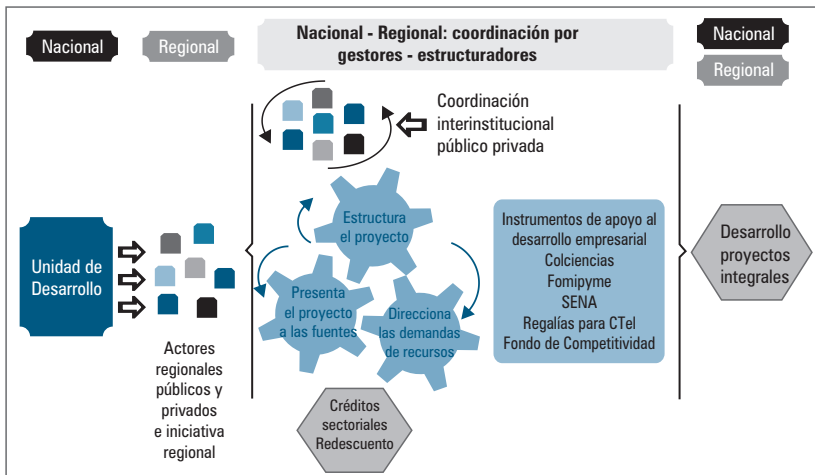 Nacional
Regional
Nacional - Regional: coordinación por
gestores - estructuradores
Nacional
Regional
Coordinación
interinstitucional
público privada
Unidad de
Desarrollo
Actores
regionales
públicos y
privados
e iniciativa
regional
Estructura
el proyecto
Presenta
el proyecto
a las fuentes
Direcciona
las demandas
de recursos
Créditos
sectoriales
Redescuento
Instrumentos de apoyo al
desarrollo empresarial
Colciencias
Fomipyme
SENA
Regalías para CTel
Fondo de Competitividad
Desarrollo
proyectos
integrales